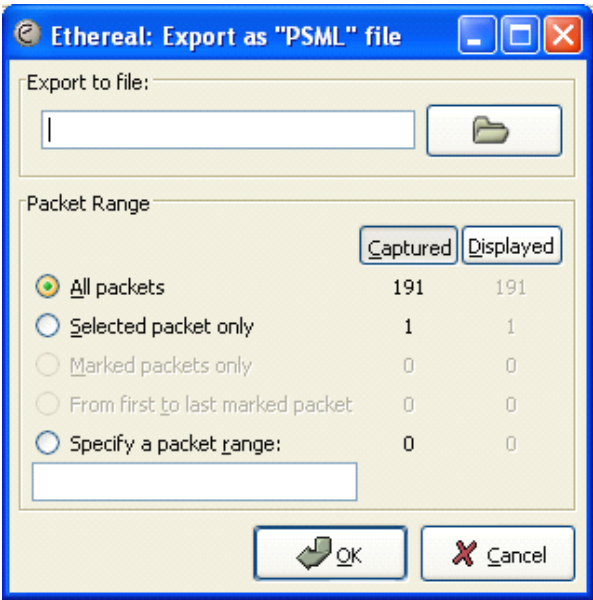 Ethereal: Export as "PSML" file
Export to file:
Packet Range
Captured Displayed
All packets 191 191
Selected packet only 1 1
Marked packets only 0 0
From first to last marked packet 0 0
Specify a packet range: 0 0
OK Cancel